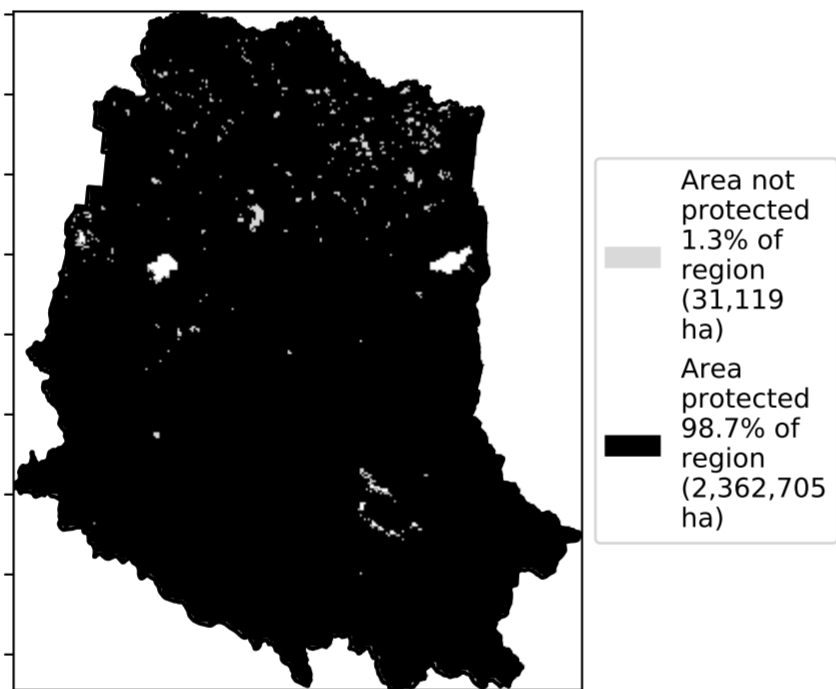 Area not
protected
1.3% of
region
(31,119
ha)
Area
protected
98.7% of
region
(2,362,705
ha)